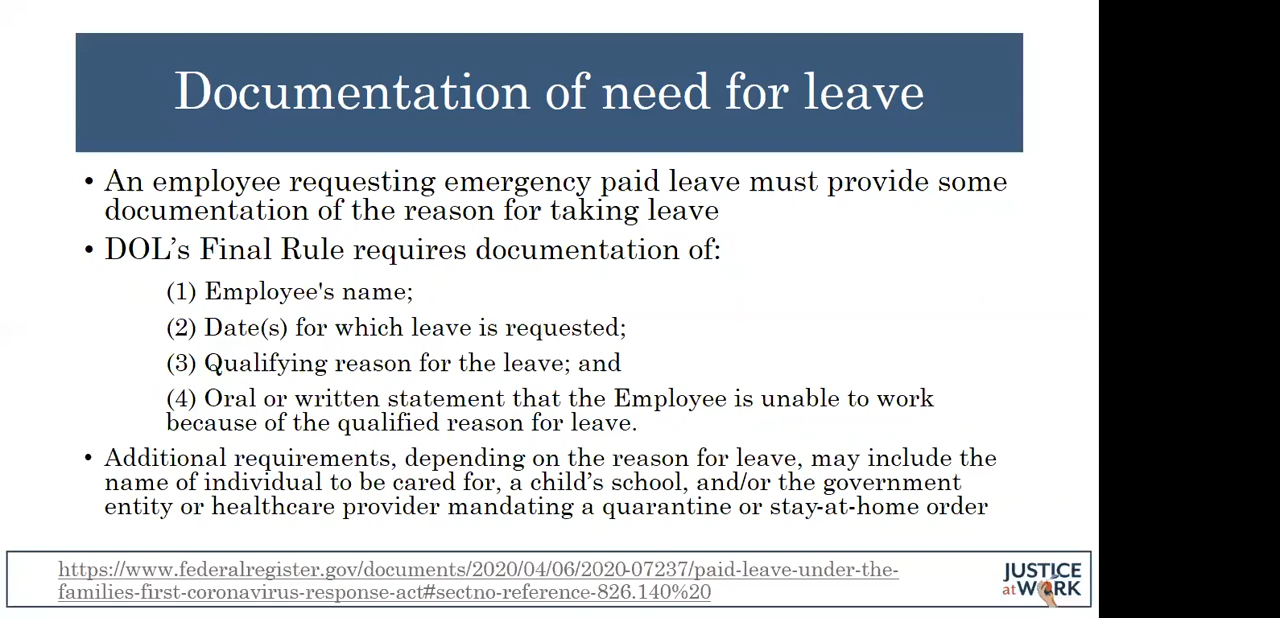 Documentation of need for leave
• An employee requesting emergency paid leave must provide some
documentation of the reason for taking leave
• DOL’s Final Rule requires documentation of:
(1) Employee's name;
(2) Date(s) for which leave is requested;
(3) Qualifying reason for the leave; and
(4) Oral or written statement that the Employee is unable to work
because of the qualified reason for leave.
• Additional requirements, depending on the reason for leave, may include the
name of individual to be cared for, a child’s school, and/or the government
entity or healthcare provider mandating a quarantine or stay-at-home order
https://www.federalregister.gov/documents/2020/04/06/2020-07237/paid-leave-under-the-
families-first-coronavirus-response-act#sectno-reference-826.140%20
JUSTICE
at WORK